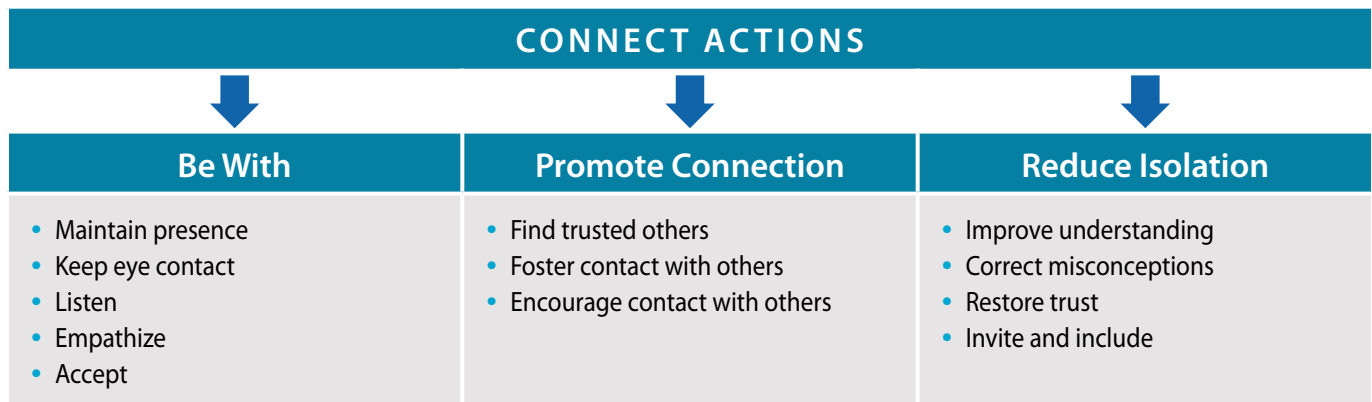 CONNECT ACTIONS
Be With
• Maintain presence
• Keep eye contact
• Listen
• Empathize
• Accept
Promote Connection
• Find trusted others
• Foster contact with others
• Encourage contact with others
Reduce Isolation
• Improve understanding
• Correct misconceptions
• Restore trust
• Invite and include